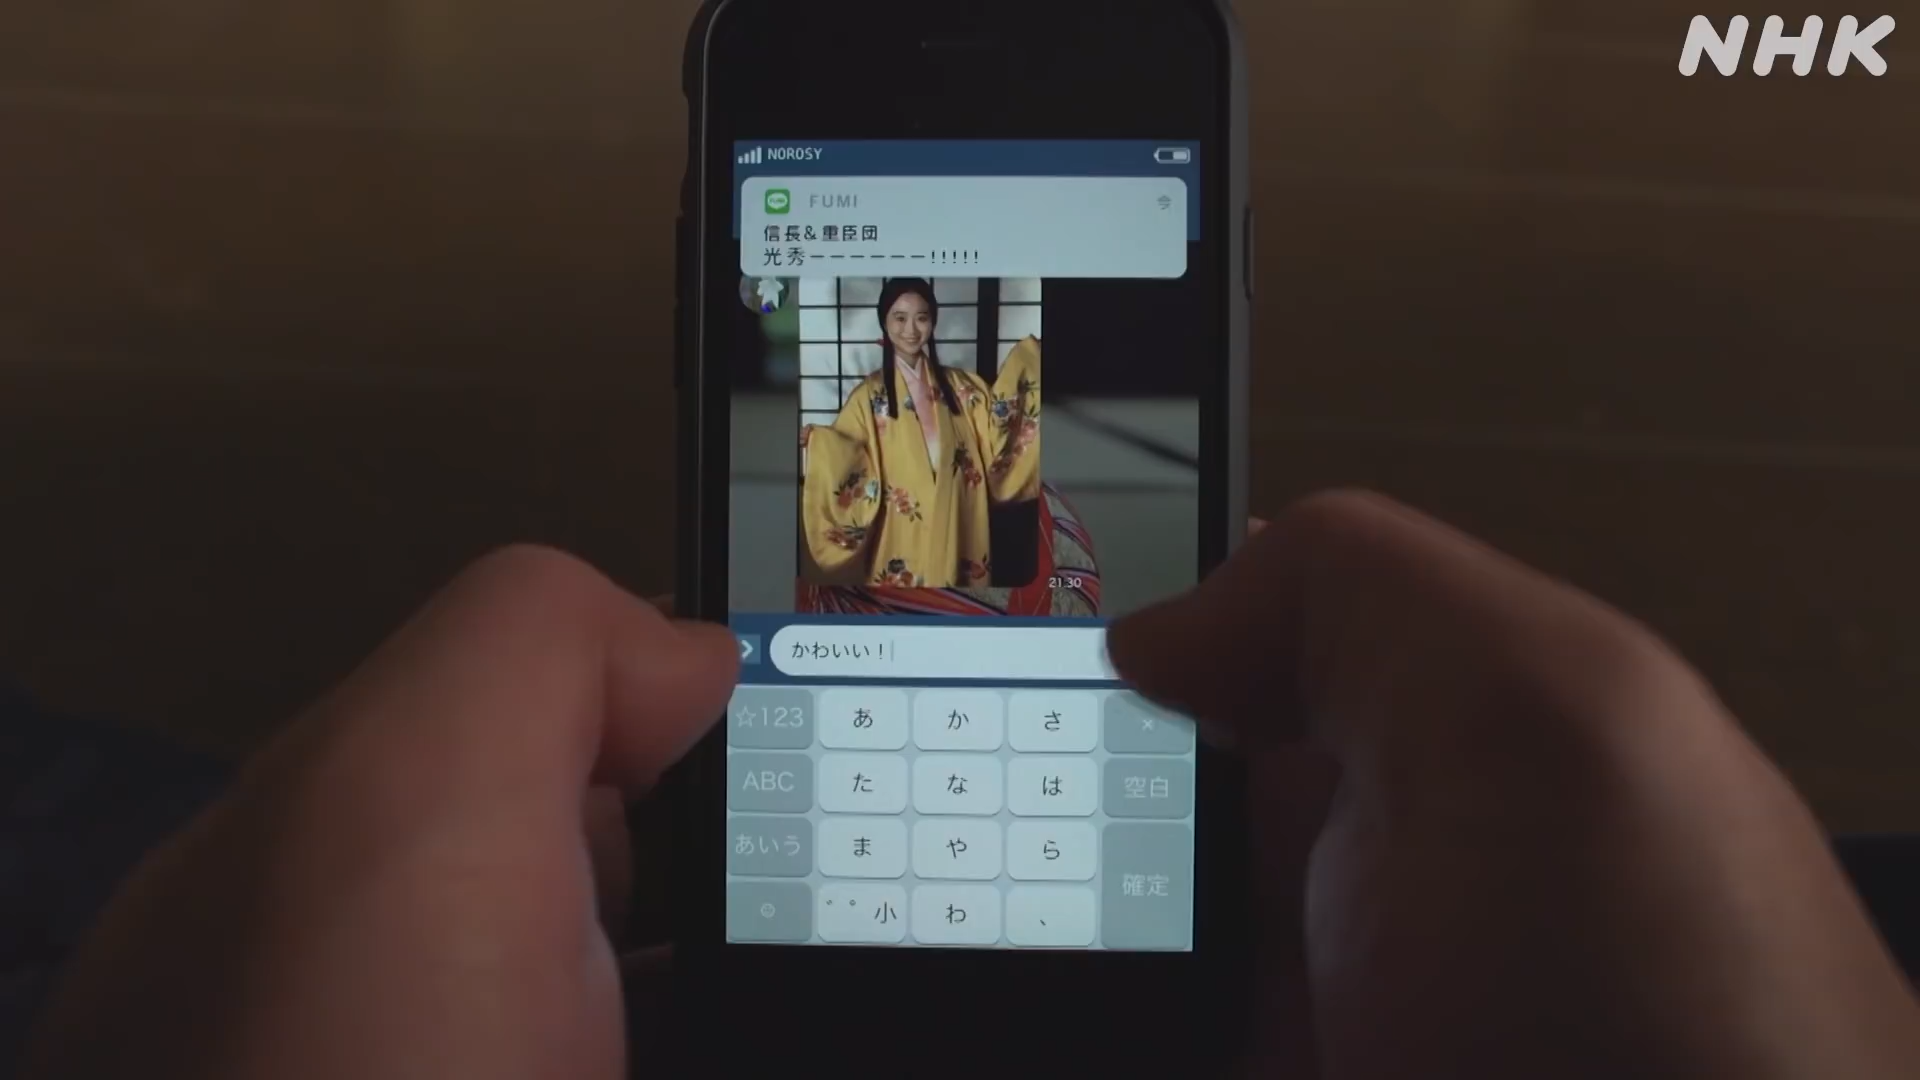 NHK
NOROSY
FUMI
今
信長&重臣団
光秀ーーーーーー!!!!!
21:30
かわいい！
☆123
あ
か
さ
×
ABC
た
な
は
空白
あいう
ま
や
ら
確定
゛゜小
わ
、